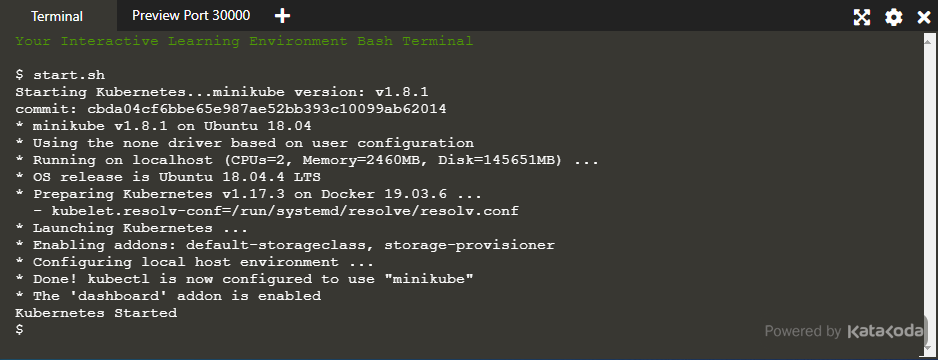 Terminal
Preview Port 30000
Your Interactive Learning Environment Bash Terminal
$ start.sh
Starting Kubernetes...minikube version: v1.8.1
commit: cbda04cf6bbe65e987ae52bb393c10099ab62014
* minikube v1.8.1 on Ubuntu 18.04
* Using the none driver based on user configuration
* Running on localhost (CPUs=2, Memory=2460MB, Disk=145651MB) ...
* OS release is Ubuntu 18.04.4 LTS
* Preparing Kubernetes v1.17.3 on Docker 19.03.6 ...
  - kubelet.resolv-conf=/run/systemd/resolve/resolv.conf
* Launching Kubernetes ...
* Enabling addons: default-storageclass, storage-provisioner
* Configuring local host environment ...
* Done! kubectl is now configured to use "minikube"
* The 'dashboard' addon is enabled
Kubernetes Started
$
Powered by Katacoda